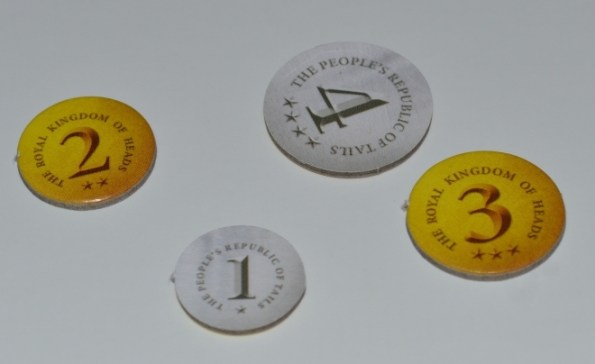 THE PEOPLE'S REPUBLIC OF TAILS
4
THE ROYAL KINGDOM OF HEADS
2
THE ROYAL KINGDOM OF HEADS
3
THE PEOPLE'S REPUBLIC OF TAILS
1